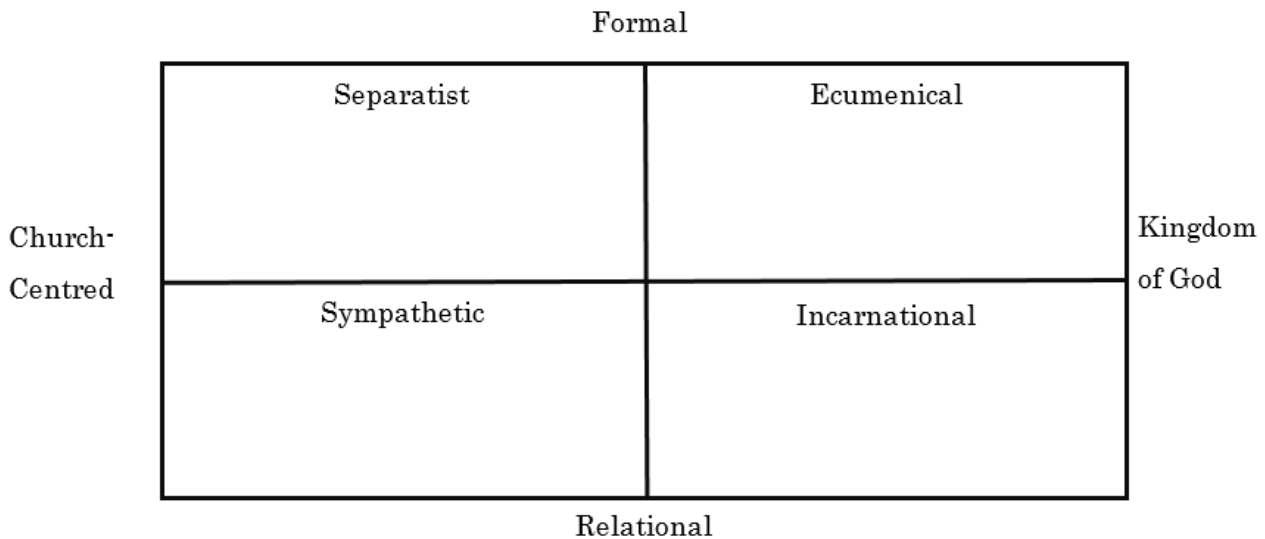 Formal
Separatist
Ecumenical
Church-
Centred
Kingdom
of God
Sympathetic
Incarnational
Relational